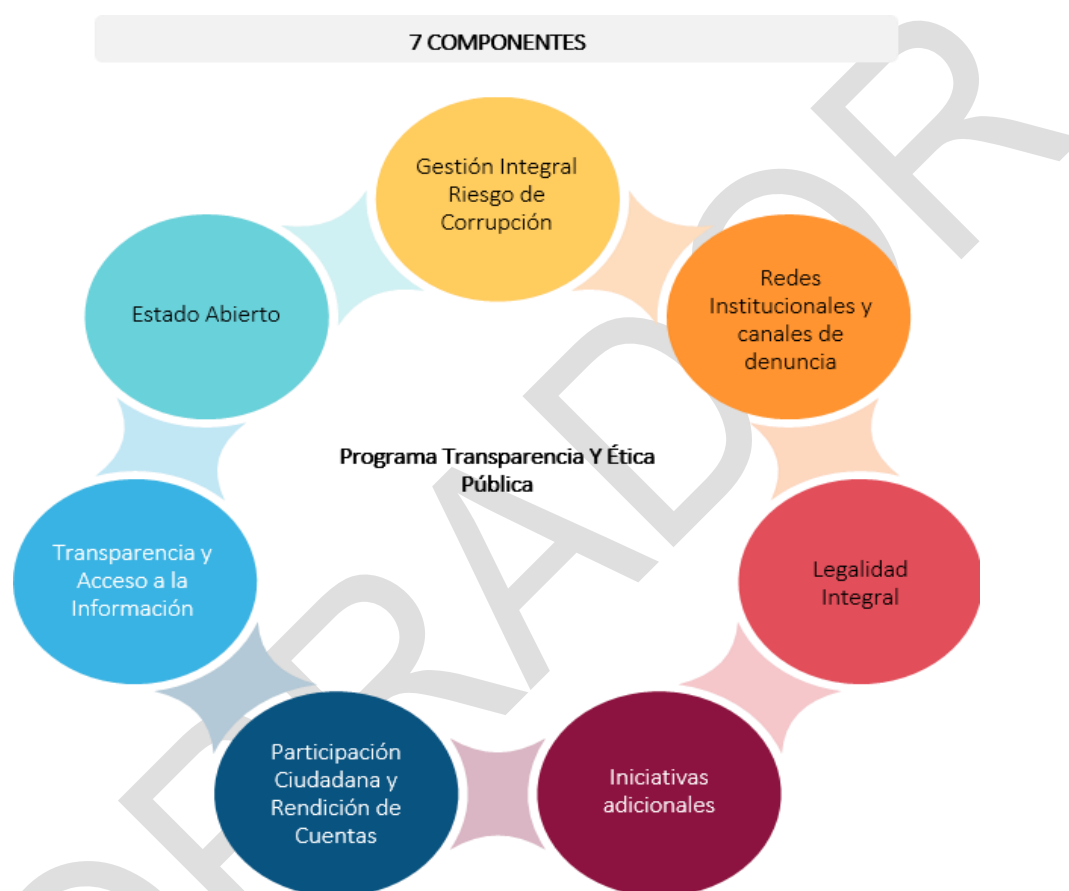 7 COMPONENTES
Gestión Integral
Riesgo de
Corrupción
Redes
Institucionales y
canales de
denuncia
Legalidad
Integral
Iniciativas
adicionales
Participación
Ciudadana y
Rendición de
Cuentas
Transparencia y
Acceso a la
Información
Estado Abierto
Programa Transparencia Y Ética
Pública